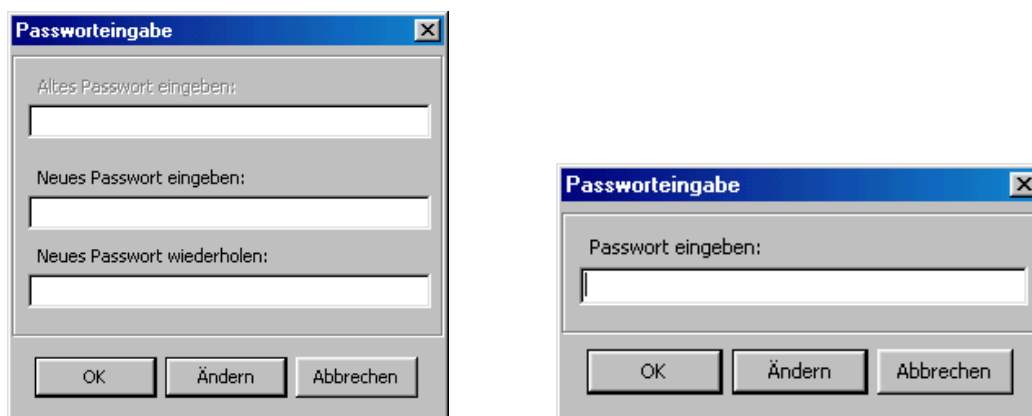 Passworteingabe
Altes Passwort eingeben:
Neues Passwort eingeben:
Neues Passwort wiederholen:
OK Ändern Abbrechen
Passworteingabe
Passwort eingeben:
OK Ändern Abbrechen